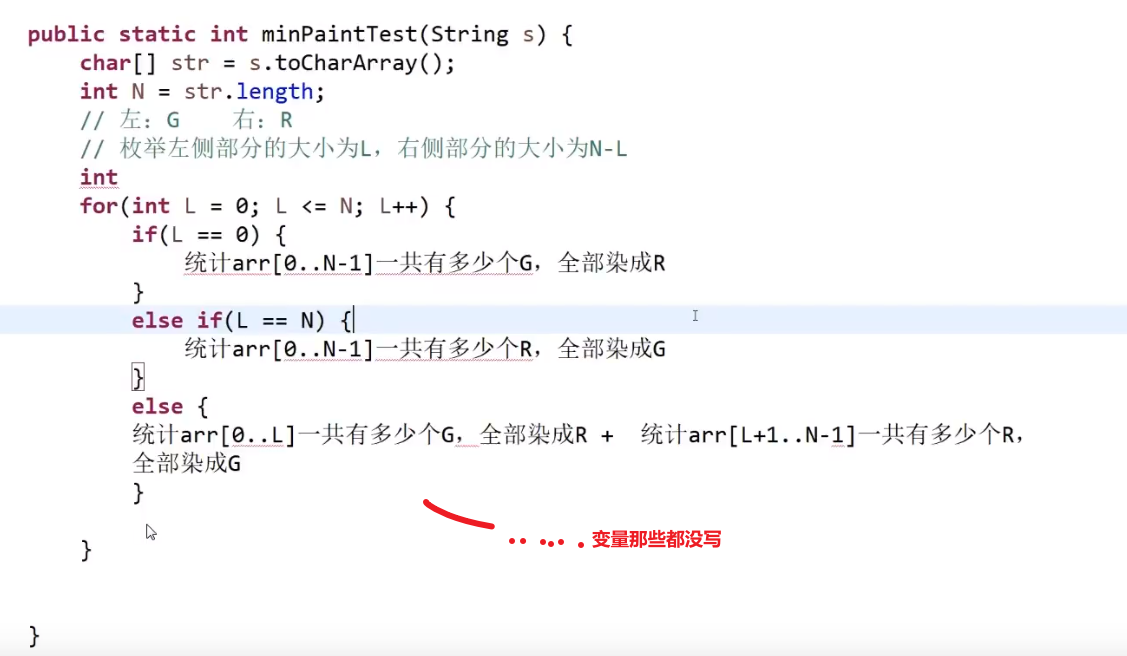 public static int minPaintTest(String s) {
char[] str = s.toCharArray();
int N = str.length;
// 左: G 右: R
// 枚举左侧部分的大小为L, 右侧部分的大小为N-L
int
for(int L = 0; L <= N; L++) {
if(L == 0) {
统计arr[0..N-1]一共有多少个G, 全部染成R
}
else if(L == N) {
统计arr[0..N-1]一共有多少个R, 全部染成G
}
else {
统计arr[0..L]一共有多少个G, 全部染成R + 统计arr[L+1..N-1]一共有多少个R,
全部染成G
}
变量那些都没写
}
}